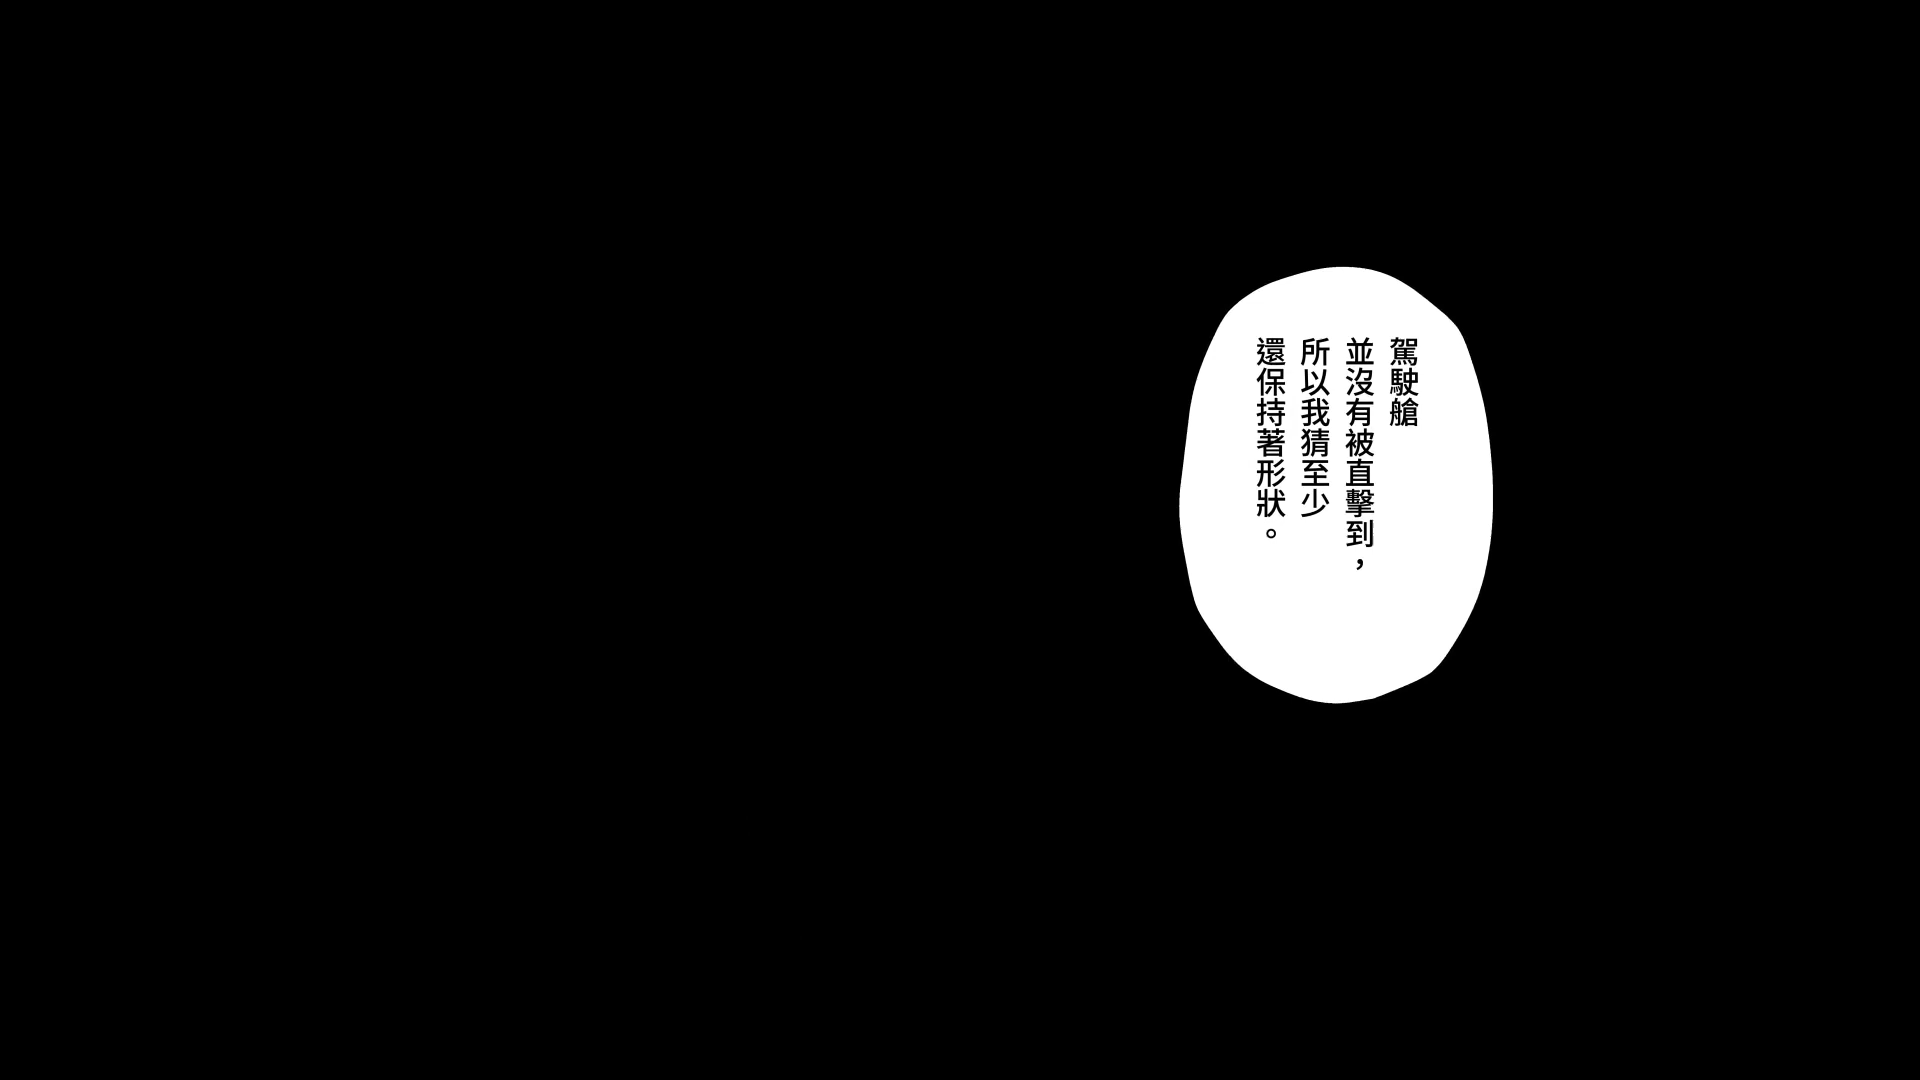 駕駛艙
並沒有被直擊到，
所以我猜至少
還保持著形狀。